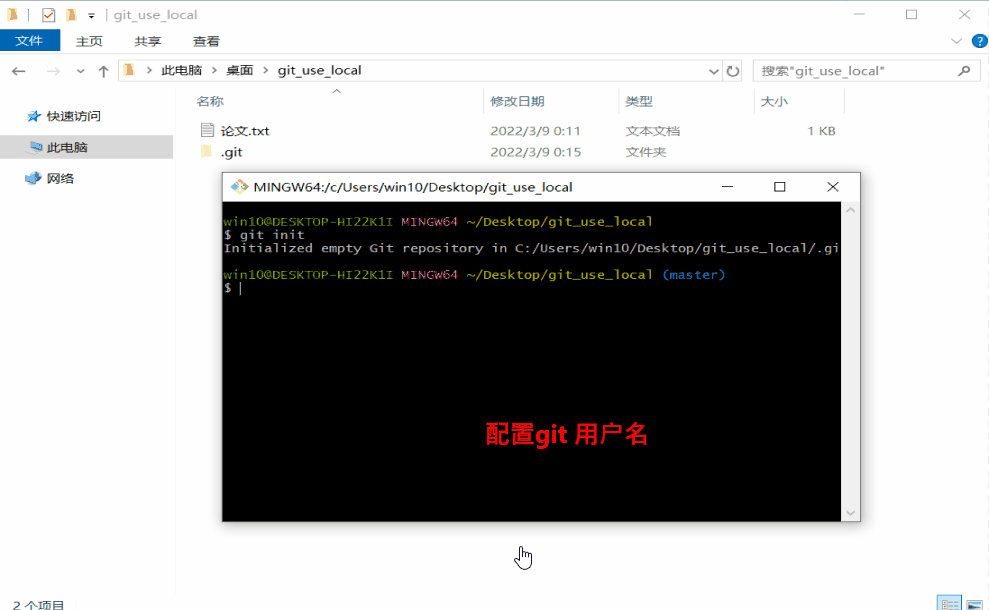 git_use_local
文件 主页 共享 查看
此电脑 桌面 git_use_local 搜索"git_use_local"
名称 修改日期 类型 大小
快速访问
此电脑
网络
论文.txt 2022/3/9 0:11 文本文档 1 KB
.git 2022/3/9 0:15 文件夹
MINGW64:/c/Users/win10/Desktop/git_use_local
win10@DESKTOP-HI22K1I MINGW64 ~/Desktop/git_use_local
$ git init
Initialized empty Git repository in C:/Users/win10/Desktop/git_use_local/.gi
win10@DESKTOP-HI22K1I MINGW64 ~/Desktop/git_use_local (master)
$
配置git 用户名
2 个项目